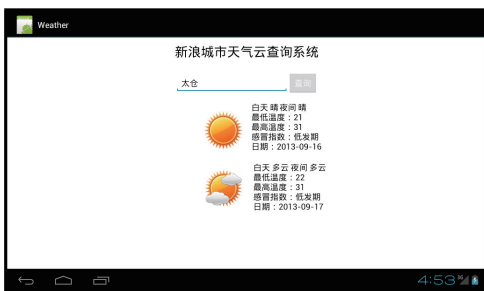 Weather
新浪城市天气云查询系统
太仓 查询
白天 晴 夜间 晴
最低温度：21
最高温度：31
感冒指数：低发期
日期：2013-09-16
白天 多云 夜间 多云
最低温度：22
最高温度：31
感冒指数：低发期
日期：2013-09-17
4:53